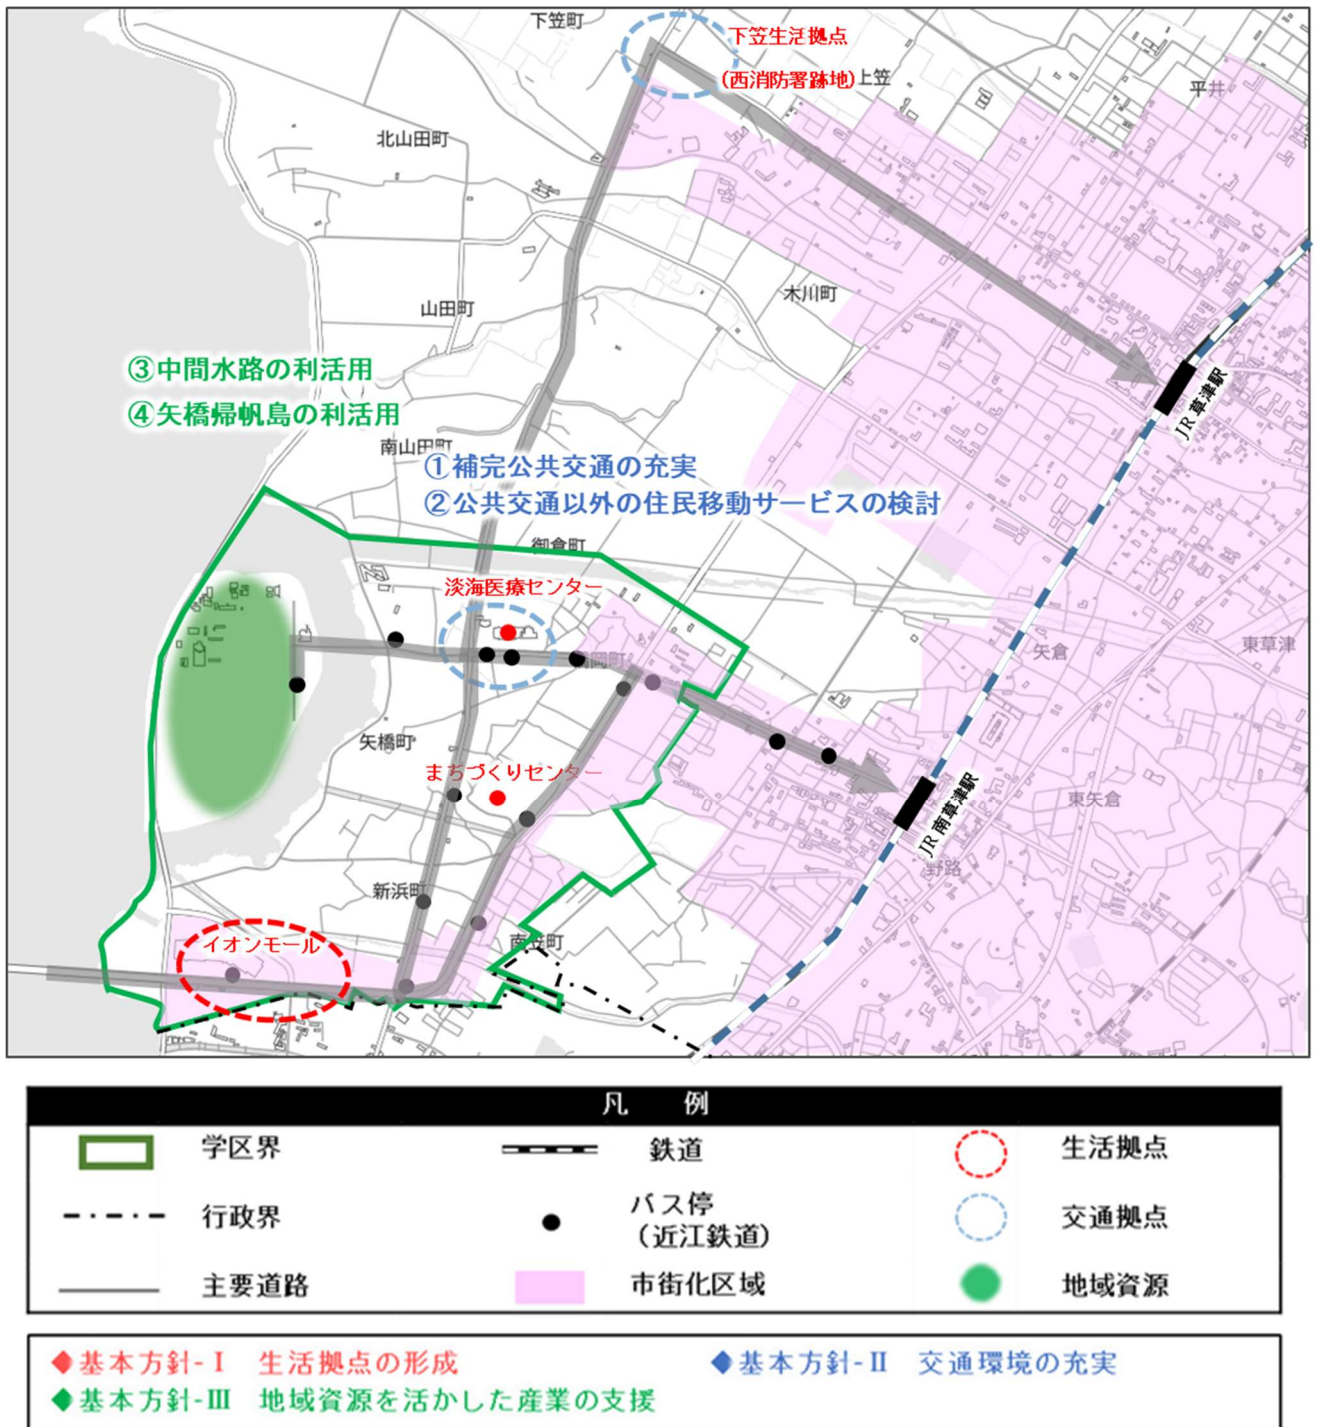 下笠町
下笠生活拠点
(西消防署跡地)
上笠
平井
北山田町
木川町
山田町
③中間水路の利活用
④矢橋帰帆島の利活用
JR 草津駅
南山田町
①補完公共交通の充実
②公共交通以外の住民移動サービスの検討
御倉町
淡海医療センター
矢倉
東草津
矢橋町
まちづくりセンター
東矢倉
JR 南草津駅
野路
新浜町
イオンモール
南笠町
凡 例
学区界
鉄道
生活拠点
行政界
バス停
(近江鉄道)
交通拠点
主要道路
市街化区域
地域資源
◆基本方針-Ⅰ 生活拠点の形成
◆基本方針-Ⅱ 交通環境の充実
◆基本方針-Ⅲ 地域資源を活かした産業の支援